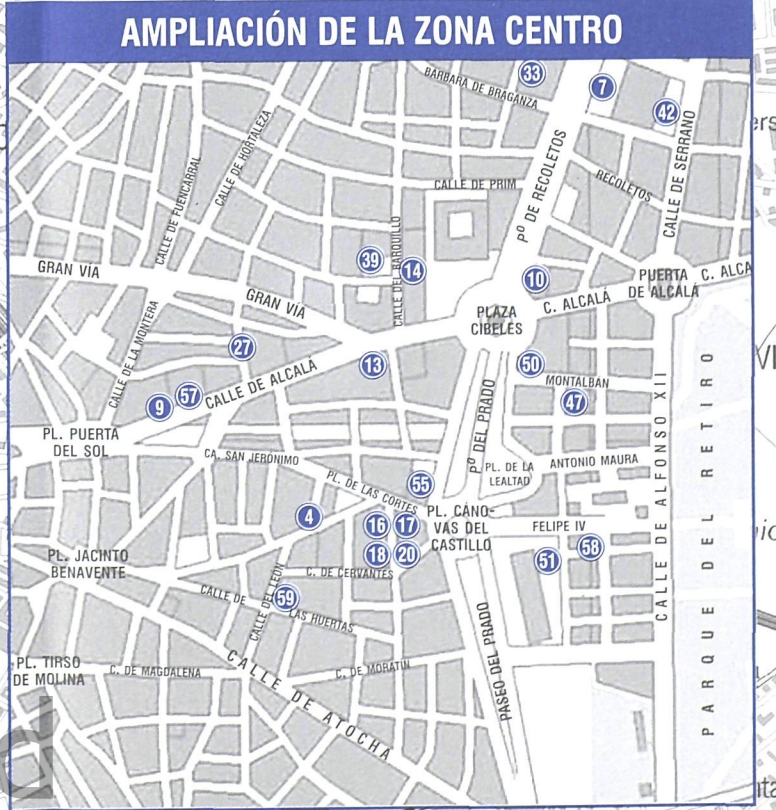 AMPLIACIÓN DE LA ZONA CENTRO
33
BÁRBARA DE BRAGANZA
7
42
CALLE DE HORTALEZA
CALLE DE FUENCARRAL
Pº DE RECOLETOS
CALLE DE SERRANO
CALLE DE PRIM
RECOLETOS
CALLE DEL BARQUILLO
39
14
GRAN VÍA
10
PUERTA
DE ALCALÁ
C. ALCA
GRAN VÍA
C. ALCALÁ
PLAZA
CIBELES
CALLE DE LA MONTERA
27
13
50
MONTALBÁN
CALLE DE ALCALÁ
57
9
47
Pº DEL PRADO
CALLE DE ALFONSO XII
PARQUE DEL RETIRO
PL. PUERTA
DEL SOL
CA. SAN JERÓNIMO
PL. DE LAS CORTES
55
PL. DE LA
LEALTAD
ANTONIO MAURA
4
16
17
PL. CÁNO-
VAS DEL
CASTILLO
FELIPE IV
18
20
51
58
PL. JACINTO
BENAVENTE
C. DE CERVANTES
CALLE DEL LEÓN
59
CALLE DE
LAS HUERTAS
PL. TIRSO
DE MOLINA
C. DE MAGDALENA
C. DE MORATÍN
CALLE DE ATOCHA
PASEO DEL PRADO